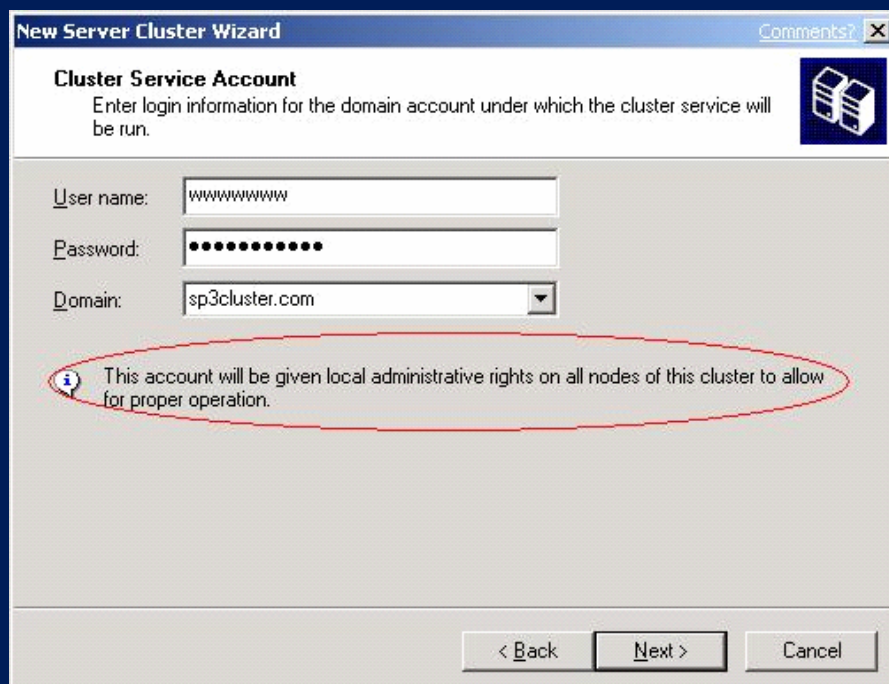 New Server Cluster Wizard
Comments?
Cluster Service Account
Enter login information for the domain account under which the cluster service will
be run.
User name:
wwwwwww
Password:
●●●●●●●●●●●
Domain:
sp3cluster.com
This account will be given local administrative rights on all nodes of this cluster to allow
for proper operation.
< Back
Next >
Cancel